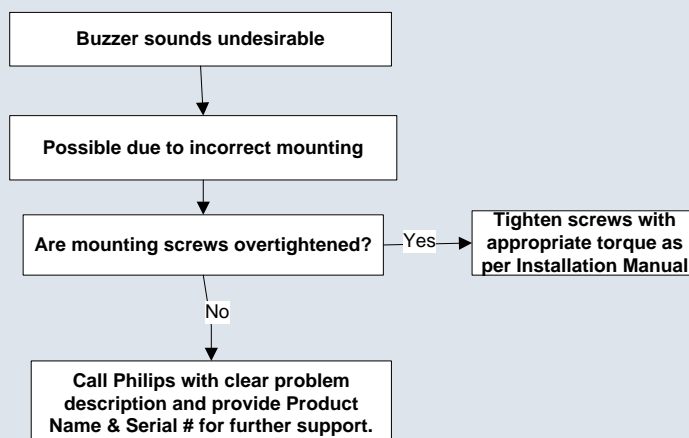 Buzzer sounds undesirable
Possible due to incorrect mounting
Are mounting screws overtightened?
Yes
Tighten screws with
appropriate torque as
per Installation Manual
No
Call Philips with clear problem
description and provide Product
Name & Serial # for further support.